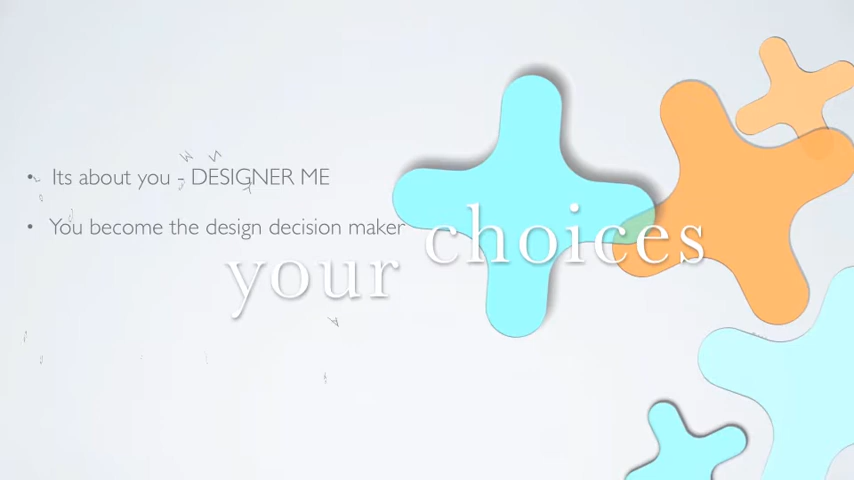 • Its about you - DESIGNER ME
• You become the design decision maker
your choices